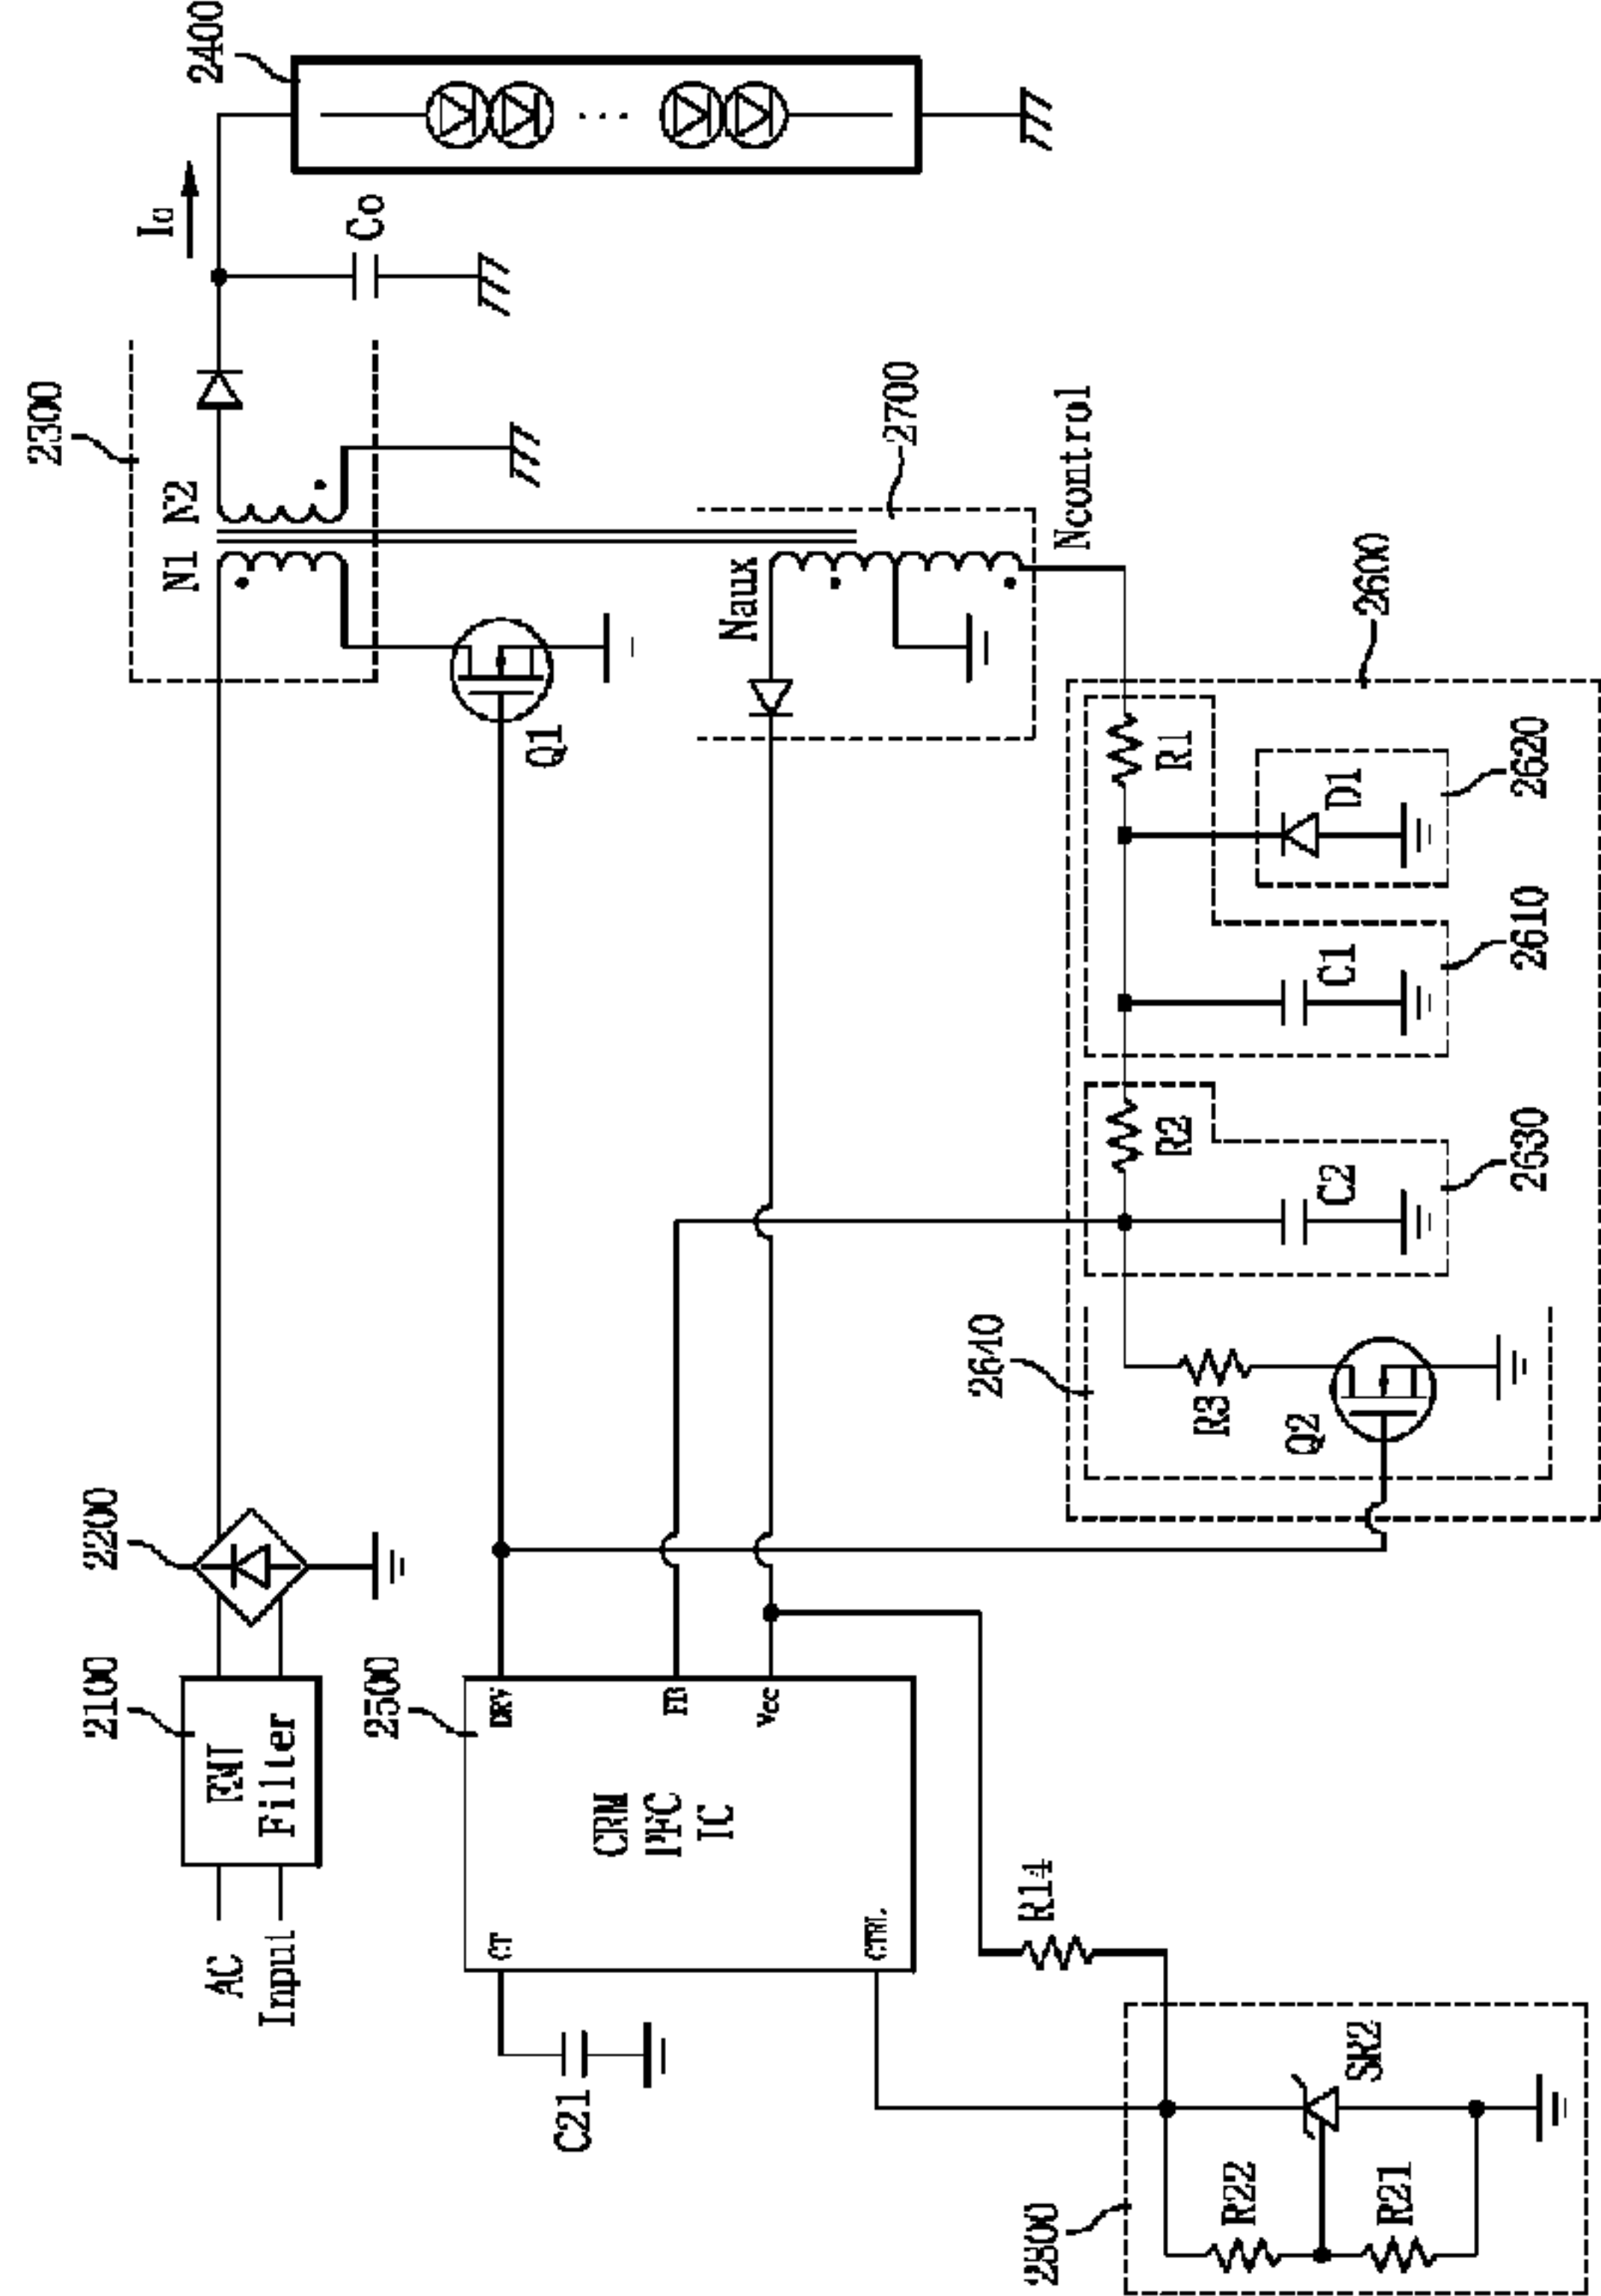 AC
Input
2100
EMI
Filter
2200
2300
N1
N2
Io
Co
2400
2500
CT
DRV
CRM
PFC
IC
CTRL
Vcc
C21
Q1
Naux
2700
Ncontrol
2600
2640
R3
Q2
R2
C2
2630
C1
2610
R1
D1
2620
R14
2800
R22
R21
SR2